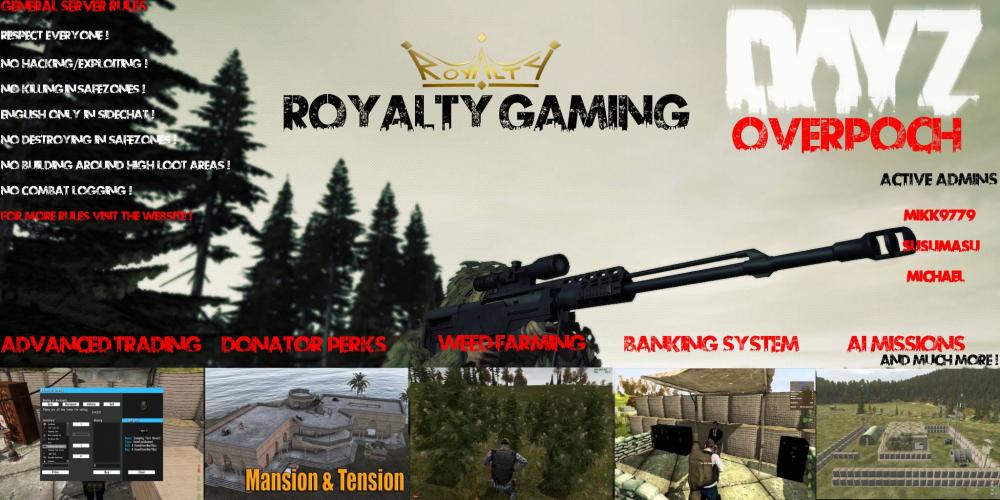 GENERAL SERVER RULES
RESPECT EVERYONE !
NO HACKING/EXPLOITING !
NO KILLING IN SAFEZONES !
ENGLISH ONLY IN SIDECHAT !
NO DESTROYING IN SAFEZONES !
NO BUILDING AROUND HIGH LOOT AREAS !
NO COMBAT LOGGING !
FOR MORE RULES VISIT THE WEBSITE !
ROYALTY
ROYALTY GAMING
DAYZ
OVERPOCH
ACTIVE ADMINS
MIKK9779
SUSUMASU
MICHAEL
ADVANCED TRADING DONATOR PERKS WEED FARMING BANKING SYSTEM AI MISSIONS
AND MUCH MORE !
Mansion & Tension